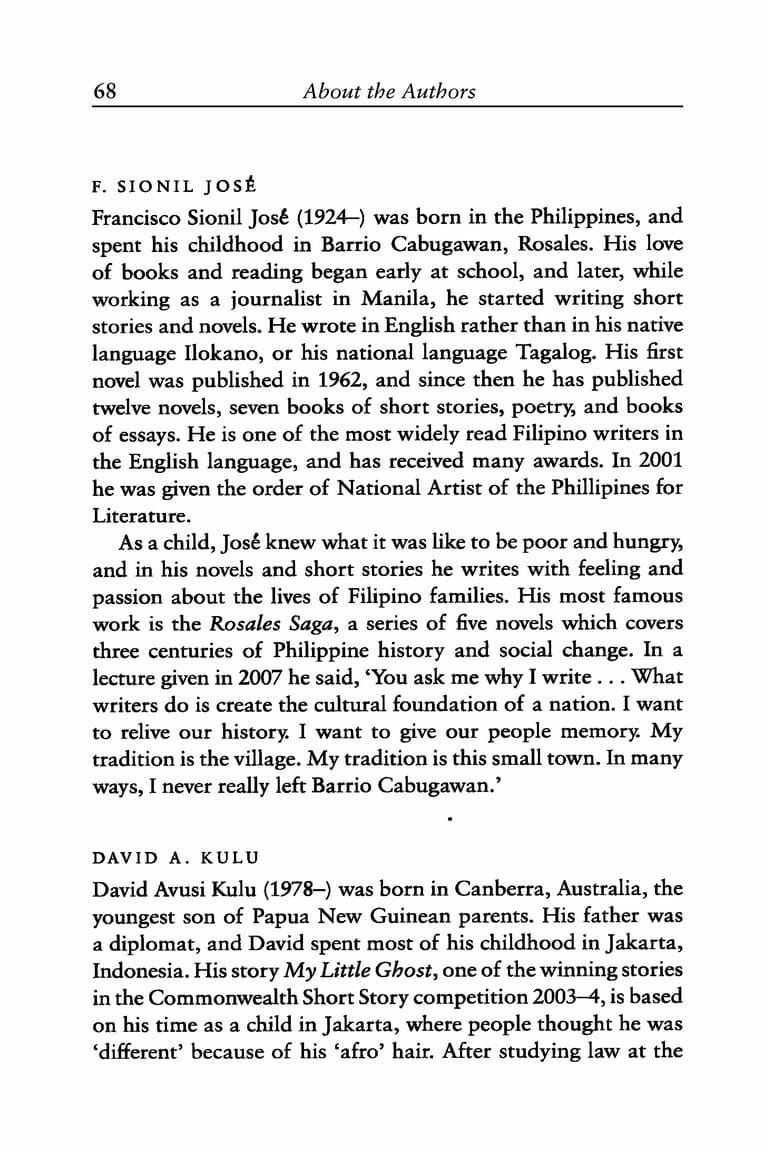 68 About the Authors
F. SIONIL JOSÉ
Francisco Sionil José (1924–) was born in the Philippines, and
spent his childhood in Barrio Cabugawan, Rosales. His love
of books and reading began early at school, and later, while
working as a journalist in Manila, he started writing short
stories and novels. He wrote in English rather than in his native
language Ilokano, or his national language Tagalog. His first
novel was published in 1962, and since then he has published
twelve novels, seven books of short stories, poetry, and books
of essays. He is one of the most widely read Filipino writers in
the English language, and has received many awards. In 2001
he was given the order of National Artist of the Phillipines for
Literature.
As a child, José knew what it was like to be poor and hungry,
and in his novels and short stories he writes with feeling and
passion about the lives of Filipino families. His most famous
work is the Rosales Saga, a series of five novels which covers
three centuries of Philippine history and social change. In a
lecture given in 2007 he said, ‘You ask me why I write . . . What
writers do is create the cultural foundation of a nation. I want
to relive our history. I want to give our people memory. My
tradition is the village. My tradition is this small town. In many
ways, I never really left Barrio Cabugawan.’
DAVID A. KULU
David Avusi Kulu (1978–) was born in Canberra, Australia, the
youngest son of Papua New Guinean parents. His father was
a diplomat, and David spent most of his childhood in Jakarta,
Indonesia. His story My Little Ghost, one of the winning stories
in the Commonwealth Short Story competition 2003–4, is based
on his time as a child in Jakarta, where people thought he was
‘different’ because of his ‘afro’ hair. After studying law at the